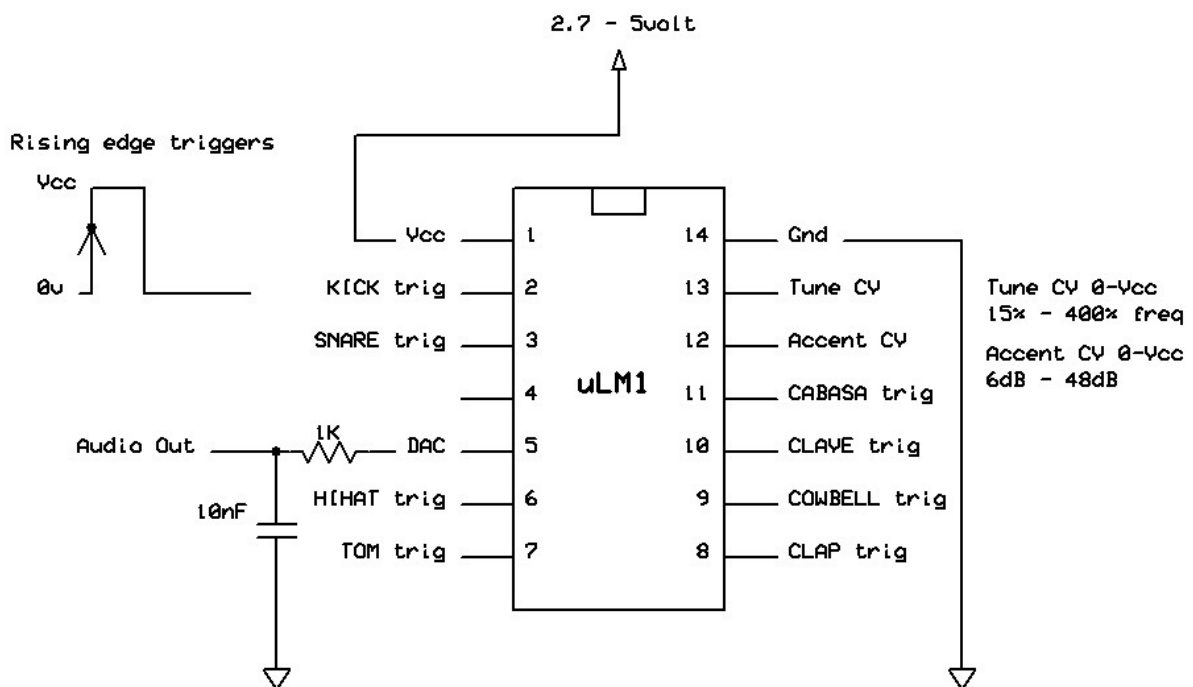 2.7 - 5volt
Rising edge triggers
Vcc
0v
Vcc 1
KICK trig 2
SNARE trig 3
4
Audio Out 1K DAC 5
10nF
HIHAT trig 6
TOM trig 7
uLM1
14 Gnd
13 Tune CV
12 Accent CV
11 CABASA trig
10 CLAVE trig
9 COWBELL trig
8 CLAP trig
Tune CV 0-Vcc
15% - 400% freq
Accent CV 0-Vcc
6dB - 48dB